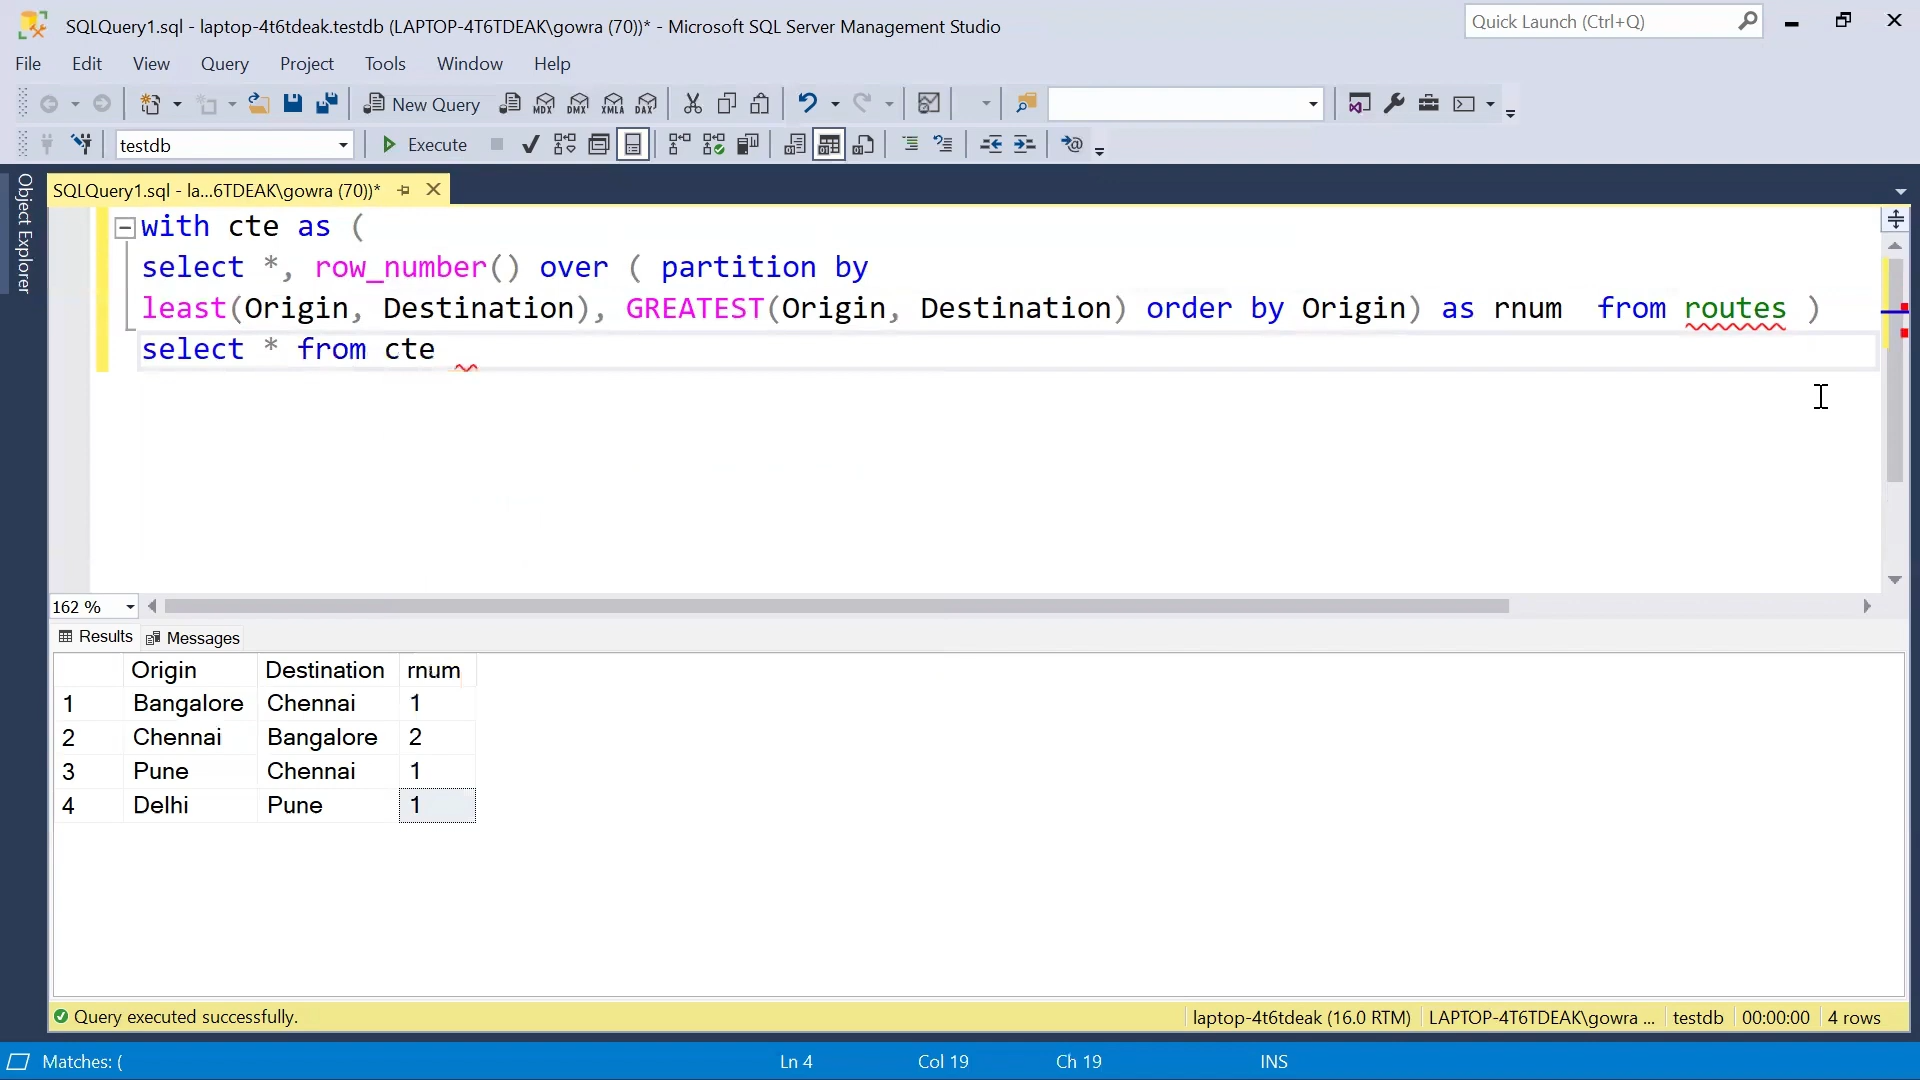 SQLQuery1.sql - laptop-4t6tdeak.testdb (LAPTOP-4T6TDEAK\gowra (70))* - Microsoft SQL Server Management Studio
Quick Launch (Ctrl+Q)
File Edit View Query Project Tools Window Help
New Query MDX DMX XMLA DAX
testdb Execute
Object Explorer
SQLQuery1.sql - la...6TDEAK\gowra (70))*
with cte as (
select *, row_number() over ( partition by
least(Origin, Destination), GREATEST(Origin, Destination) order by Origin) as rnum  from routes )
select * from cte
162 %
Results Messages
Origin Destination rnum
1 Bangalore Chennai 1
2 Chennai Bangalore 2
3 Pune Chennai 1
4 Delhi Pune 1
Query executed successfully. laptop-4t6tdeak (16.0 RTM) LAPTOP-4T6TDEAK\gowra ... testdb 00:00:00 4 rows
Matches: ( Ln 4 Col 19 Ch 19 INS